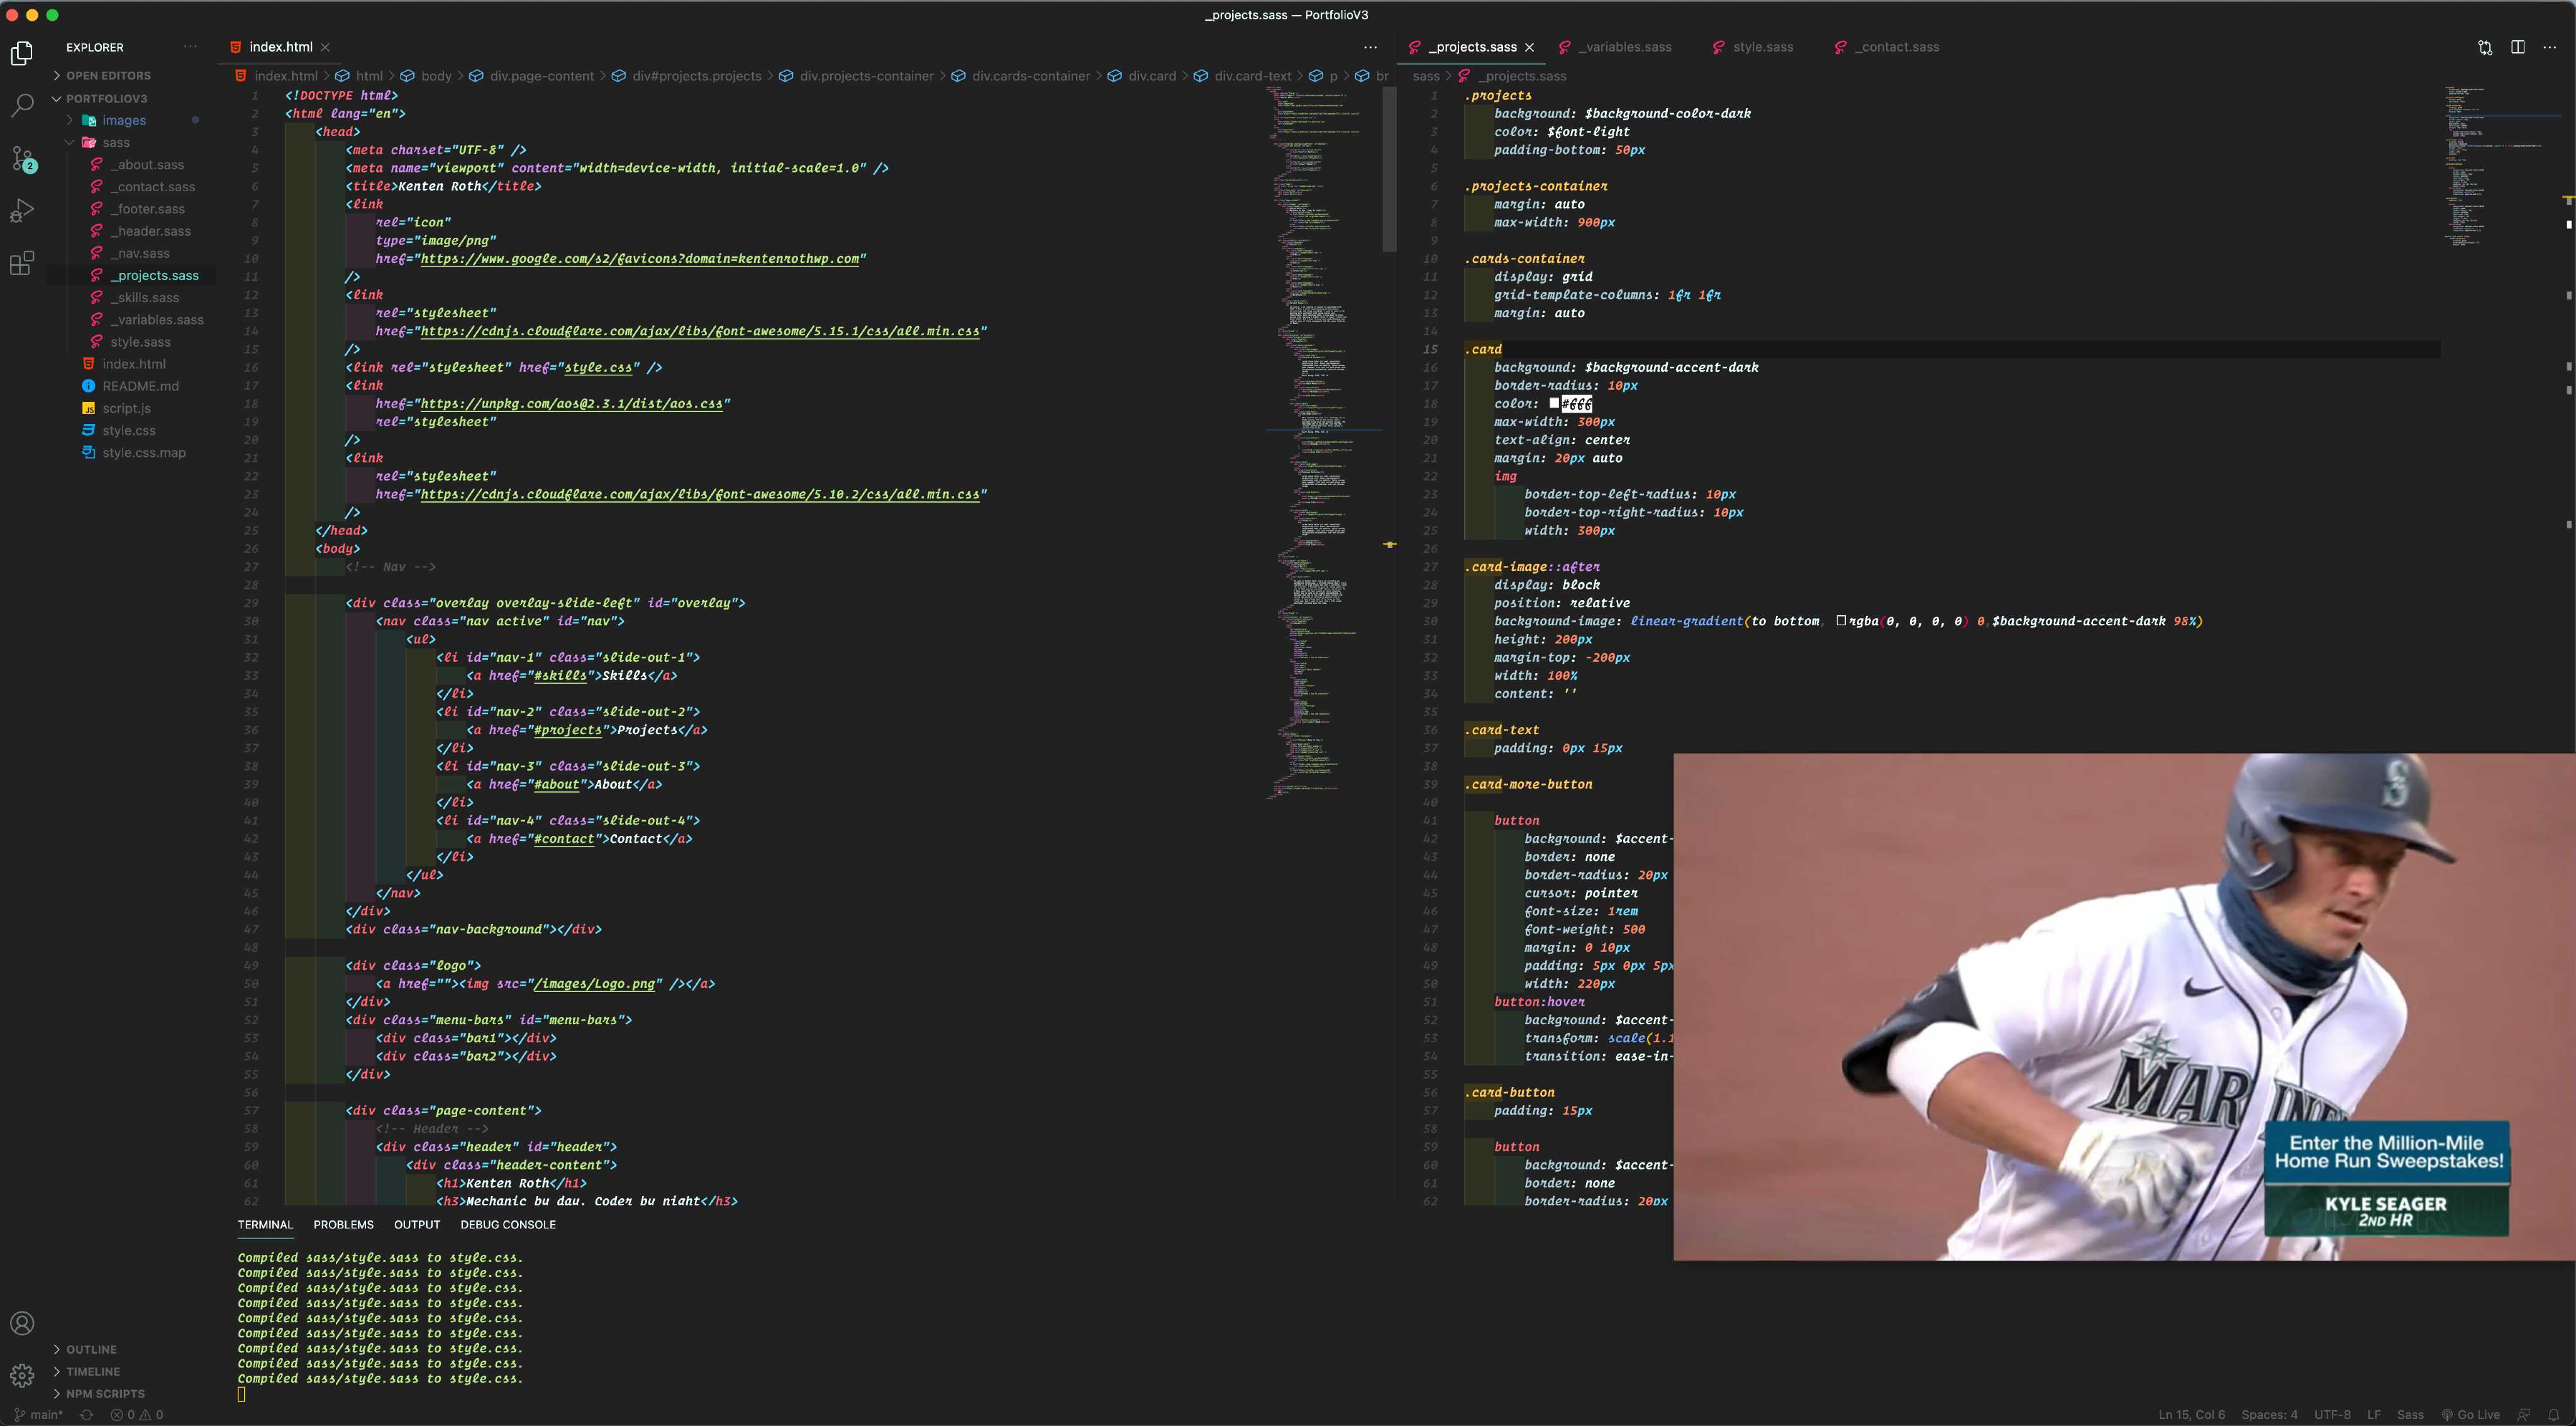 _projects.sass — PortfolioV3
EXPLORER
OPEN EDITORS
PORTFOLIOV3
images
sass
_about.sass
_contact.sass
_footer.sass
_header.sass
_nav.sass
_projects.sass
_skills.sass
_variables.sass
style.sass
index.html
README.md
script.js
style.css
style.css.map
2
OUTLINE
TIMELINE
NPM SCRIPTS
index.html
index.html > html > body > div.page-content > div#projects.projects > div.projects-container > div.cards-container > div.card > div.card-text > p > br
1 <!DOCTYPE html>
2 <html lang="en">
3 <head>
4 <meta charset="UTF-8" />
5 <meta name="viewport" content="width=device-width, initial-scale=1.0" />
6 <title>Kenten Roth</title>
7 <link
8 rel="icon"
9 type="image/png"
10 href="https://www.google.com/s2/favicons?domain=kentenrothwp.com"
11 />
12 <link
13 rel="stylesheet"
14 href="https://cdnjs.cloudflare.com/ajax/libs/font-awesome/5.15.1/css/all.min.css"
15 />
16 <link rel="stylesheet" href="style.css" />
17 <link
18 href="https://unpkg.com/aos@2.3.1/dist/aos.css"
19 rel="stylesheet"
20 />
21 <link
22 rel="stylesheet"
23 href="https://cdnjs.cloudflare.com/ajax/libs/font-awesome/5.10.2/css/all.min.css"
24 />
25 </head>
26 <body>
27 <!-- Nav -->
28
29 <div class="overlay overlay-slide-left" id="overlay">
30 <nav class="nav active" id="nav">
31 <ul>
32 <li id="nav-1" class="slide-out-1">
33 <a href="#skills">Skills</a>
34 </li>
35 <li id="nav-2" class="slide-out-2">
36 <a href="#projects">Projects</a>
37 </li>
38 <li id="nav-3" class="slide-out-3">
39 <a href="#about">About</a>
40 </li>
41 <li id="nav-4" class="slide-out-4">
42 <a href="#contact">Contact</a>
43 </li>
44 </ul>
45 </nav>
46 </div>
47 <div class="nav-background"></div>
48
49 <div class="logo">
50 <a href=""><img src="/images/Logo.png" /></a>
51 </div>
52 <div class="menu-bars" id="menu-bars">
53 <div class="bar1"></div>
54 <div class="bar2"></div>
55 </div>
56
57 <div class="page-content">
58 <!-- Header -->
59 <div class="header" id="header">
60 <div class="header-content">
61 <h1>Kenten Roth</h1>
62 <h3>Mechanic by day. Coder by night</h3>
_projects.sass
_variables.sass
style.sass
_contact.sass
sass > _projects.sass
1 .projects
2 background: $background-color-dark
3 color: $font-light
4 padding-bottom: 50px
5
6 .projects-container
7 margin: auto
8 max-width: 900px
9
10 .cards-container
11 display: grid
12 grid-template-columns: 1fr 1fr
13 margin: auto
14
15 .card
16 background: $background-accent-dark
17 border-radius: 10px
18 color: #fff
19 max-width: 300px
20 text-align: center
21 margin: 20px auto
22 img
23 border-top-left-radius: 10px
24 border-top-right-radius: 10px
25 width: 300px
26
27 .card-image::after
28 display: block
29 position: relative
30 background-image: linear-gradient(to bottom, rgba(0, 0, 0, 0) 0,$background-accent-dark 98%)
31 height: 200px
32 margin-top: -200px
33 width: 100%
34 content: ''
35
36 .card-text
37 padding: 0px 15px
38
39 .card-more-button
40
41 button
42 background: $accent-
43 border: none
44 border-radius: 20px
45 cursor: pointer
46 font-size: 1rem
47 font-weight: 500
48 margin: 0 10px
49 padding: 5px 0px 5px
50 width: 220px
51 button:hover
52 background: $accent-
53 transform: scale(1.1
54 transition: ease-in-
55
56 .card-button
57 padding: 15px
58
59 button
60 background: $accent-
61 border: none
62 border-radius: 20px
S
MARINE
Enter the Million-Mile
Home Run Sweepstakes!
KYLE SEAGER
2ND HR
TERMINAL PROBLEMS OUTPUT DEBUG CONSOLE
Compiled sass/style.sass to style.css.
Compiled sass/style.sass to style.css.
Compiled sass/style.sass to style.css.
Compiled sass/style.sass to style.css.
Compiled sass/style.sass to style.css.
Compiled sass/style.sass to style.css.
Compiled sass/style.sass to style.css.
Compiled sass/style.sass to style.css.
Compiled sass/style.sass to style.css.
main* 0 0
Ln 15, Col 6 Spaces: 4 UTF-8 LF Sass Go Live